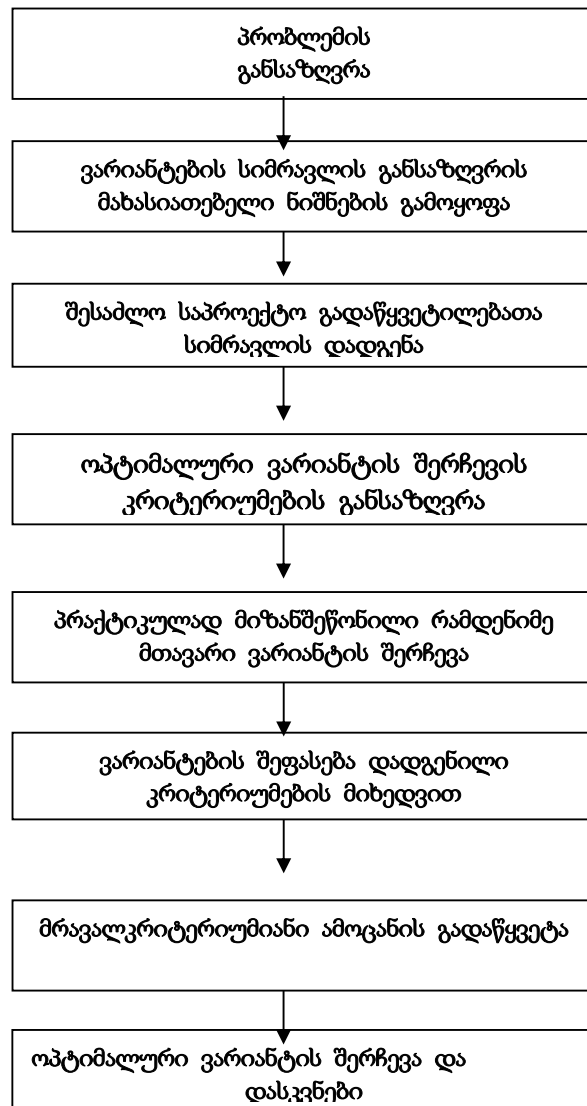 პრობლემის
განსაზღვრა
ვარიანტების სიმრავლის განსაზღვრის
მახასიათებელი ნიშნების გამოყოფა
შესაძლო საპროექტო გადაწყვეტილებათა
სიმრავლის დადგენა
ოპტიმალური ვარიანტის შერჩევის
კრიტერიუმების განსაზღვრა
პრაქტიკულად მიზანშეწონილი რამდენიმე
მთავარი ვარიანტის შერჩევა
ვარიანტების შეფასება დადგენილი
კრიტერიუმების მიხედვით
მრავალკრიტერიუმიანი ამოცანის გადაწყვეტა
ოპტიმალური ვარიანტის შერჩევა და
დასკვნები